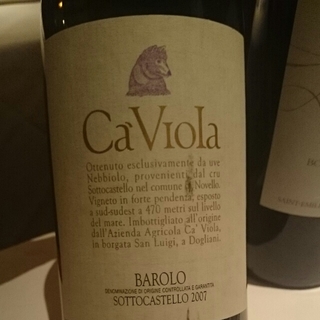 Ca' Viola
Ottenuto esclusivamente da uve
Nebbiolo, provenienti dal cru
Sottocastello nel comune di Novello.
Vigneto in forte pendenza, esposto
a sud-sudest a 470 metri sul livello
del mare. Imbottigliato all'origine
dall'Azienda Agricola Ca' Viola,
in borgata San Luigi, a Dogliani.
BAROLO
DENOMINAZIONE DI ORIGINE CONTROLLATA E GARANTITA
SOTTOCASTELLO 2007